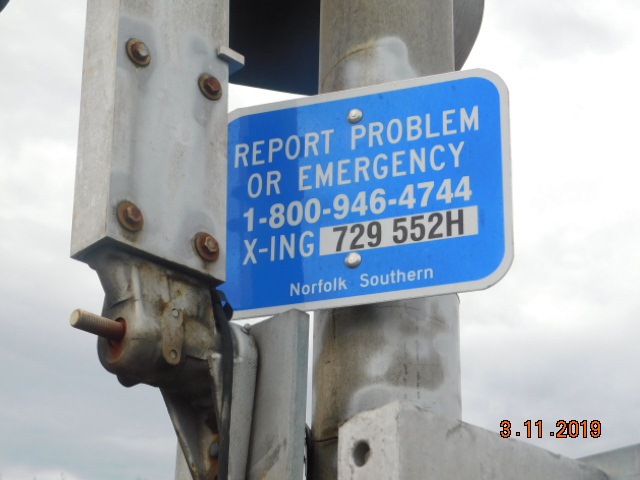 REPORT PROBLEM
OR EMERGENCY
1-800-946-4744
X-ING 729 552H
Norfolk Southern
3.11.2019